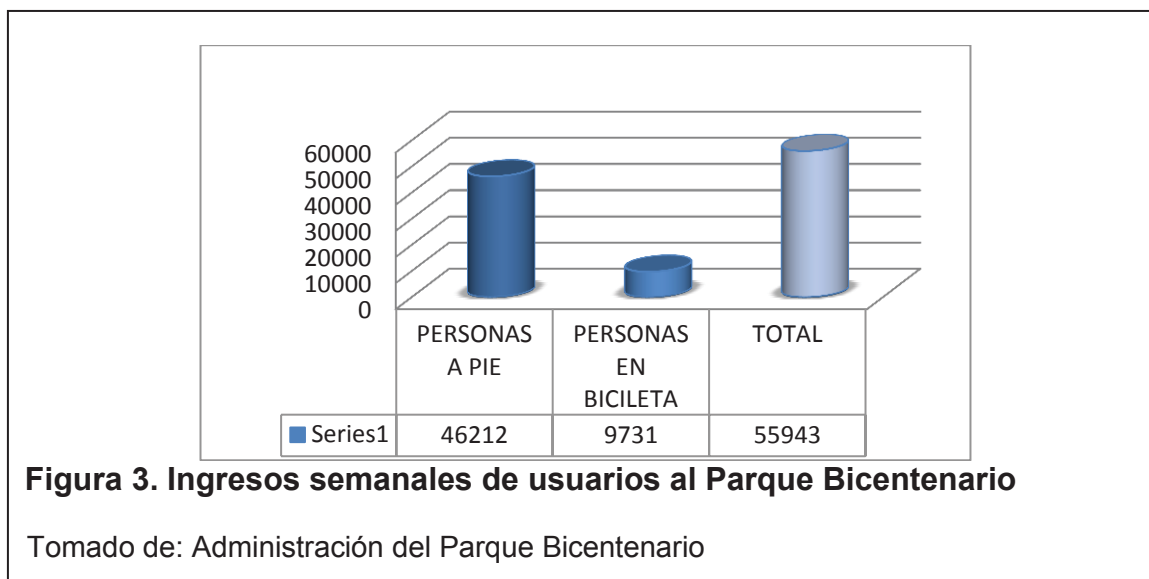 60000
50000
40000
30000
20000
10000
0
PERSONAS
A PIE
PERSONAS
EN
BICILETA
TOTAL
Series1 46212 9731 55943
Figura 3. Ingresos semanales de usuarios al Parque Bicentenario
Tomado de: Administración del Parque Bicentenario